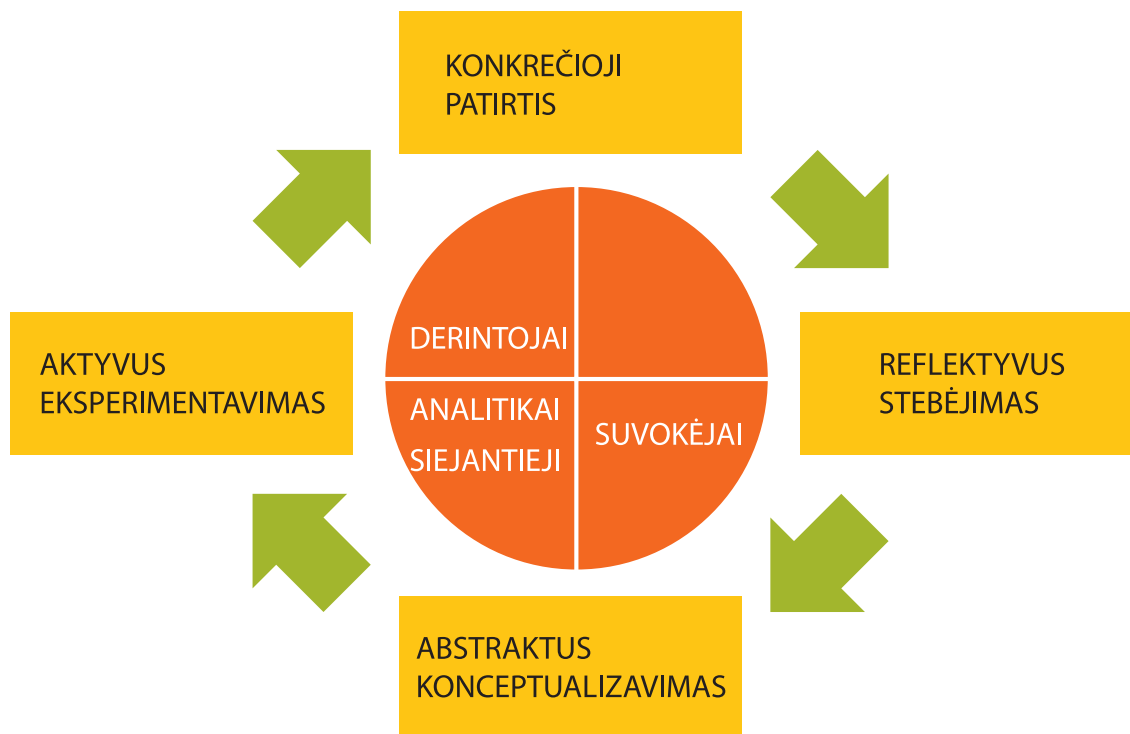 KONKREČIOJI
PATIRTIS
DERINTOJAI
AKTYVUS
EKSPERIMENTAVIMAS
REFLEKTYVUS
STEBĖJIMAS
ANALITIKAI
SIEJANTIEJI
SUVOKĖJAI
ABSTRAKTUS
KONCEPTUALIZAVIMAS